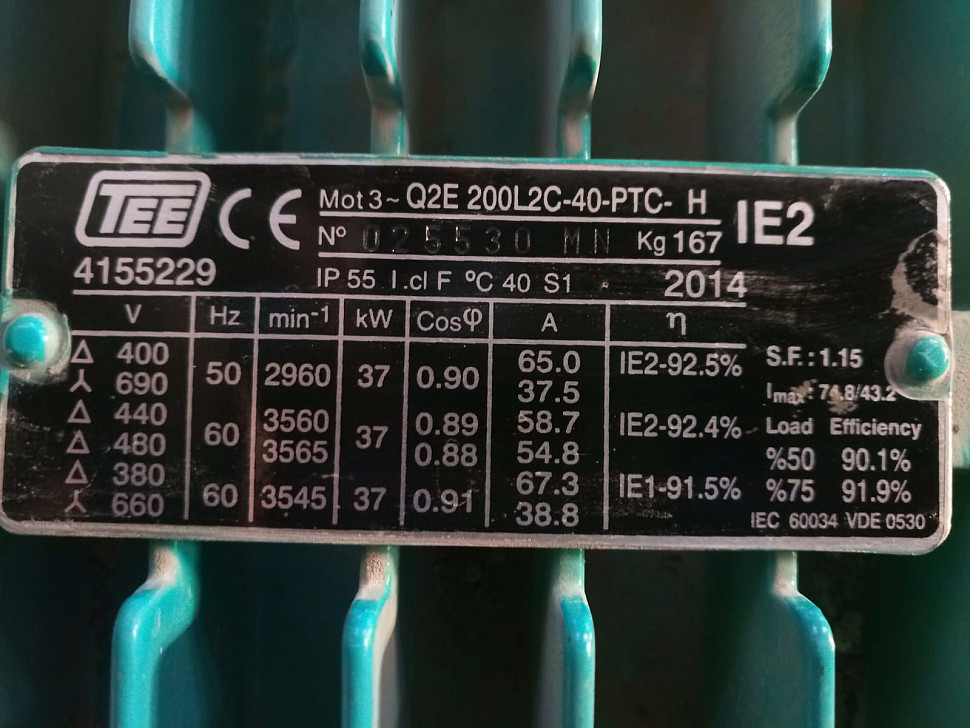 TEE CE Mot 3~ Q2E 200L2C-40-PTC- H IE2
Nº 025530 MN Kg 167
4155229 IP 55 I.cl F ºC 40 S1 2014
V Hz min-1 kW Cosφ A η
Δ 400 50 2960 37 0.90 65.0 IE2-92.5% S.F.: 1.15
⅄ 690 37.5 Imax: 74.8/43.2
Δ 440 60 3560 37 0.89 58.7 IE2-92.4% Load Efficiency
Δ 480 3565 0.88 54.8 %50 90.1%
Δ 380 60 3545 37 0.91 67.3 IE1-91.5% %75 91.9%
⅄ 660 38.8 IEC 60034 VDE 0530